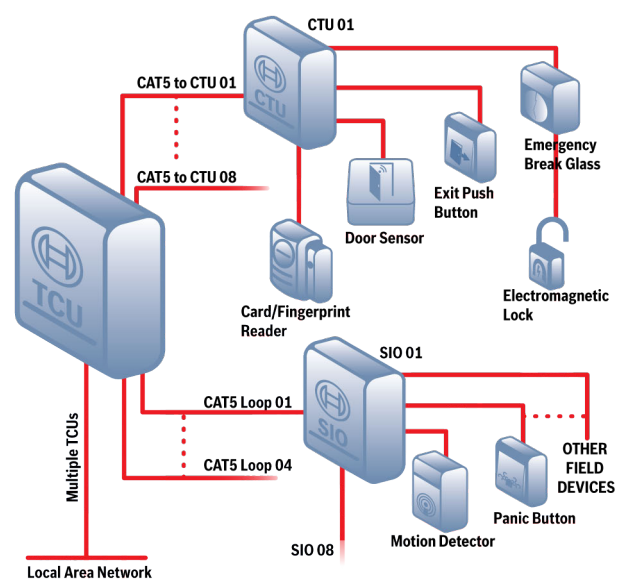 CTU 01
CAT5 to CTU 01
CTU
Emergency
Break Glass
CAT5 to CTU 08
Exit Push
Button
Door Sensor
TCU
Electromagnetic
Lock
Card/Fingerprint
Reader
SIO 01
CAT5 Loop 01
SIO
Multiple TCUs
OTHER
FIELD
DEVICES
CAT5 Loop 04
Panic Button
Motion Detector
SIO 08
Local Area Network